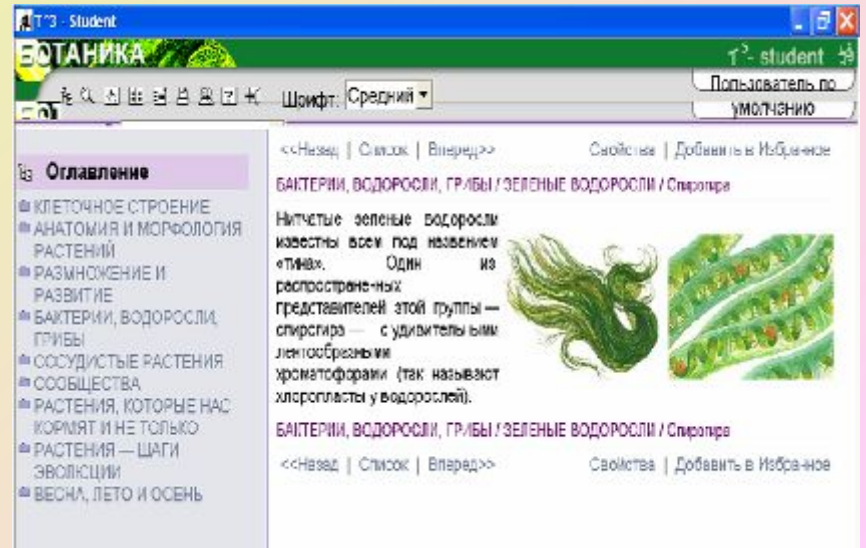 T^3 - Student
БОТАНИКА
T³- student
Шрифт: Средний
Пользователь по
умолчанию
<<Назад | Список | Вперед>> Свойства | Добавить в Избранное
Оглавление
КЛЕТОЧНОЕ СТРОЕНИЕ
АНАТОМИЯ И МОРФОЛОГИЯ
РАСТЕНИЙ
РАЗМНОЖЕНИЕ И
РАЗВИТИЕ
БАКТЕРИИ, ВОДОРОСЛИ,
ГРИБЫ
СОСУДИСТЫЕ РАСТЕНИЯ
СООБЩЕСТВА
РАСТЕНИЯ, КОТОРЫЕ НАС
КОРМЯТ И НЕ ТОЛЬКО
РАСТЕНИЯ — ШАГИ
ЭВОЛЮЦИИ
ВЕСНА, ЛЕТО И ОСЕНЬ
БАКТЕРИИ, ВОДОРОСЛИ, ГРИБЫ / ЗЕЛЕНЫЕ ВОДОРОСЛИ / Спирогира
Нитчатые зеленые водоросли
известны всем под названием
«тина». Один из
распространенных
представителей этой группы —
спирогира — с удивительными
лентообразными
хроматофорами (так называют
хлоропласты у водорослей).
БАКТЕРИИ, ВОДОРОСЛИ, ГРИБЫ / ЗЕЛЕНЫЕ ВОДОРОСЛИ / Спирогира
<<Назад | Список | Вперед>> Свойства | Добавить в Избранное